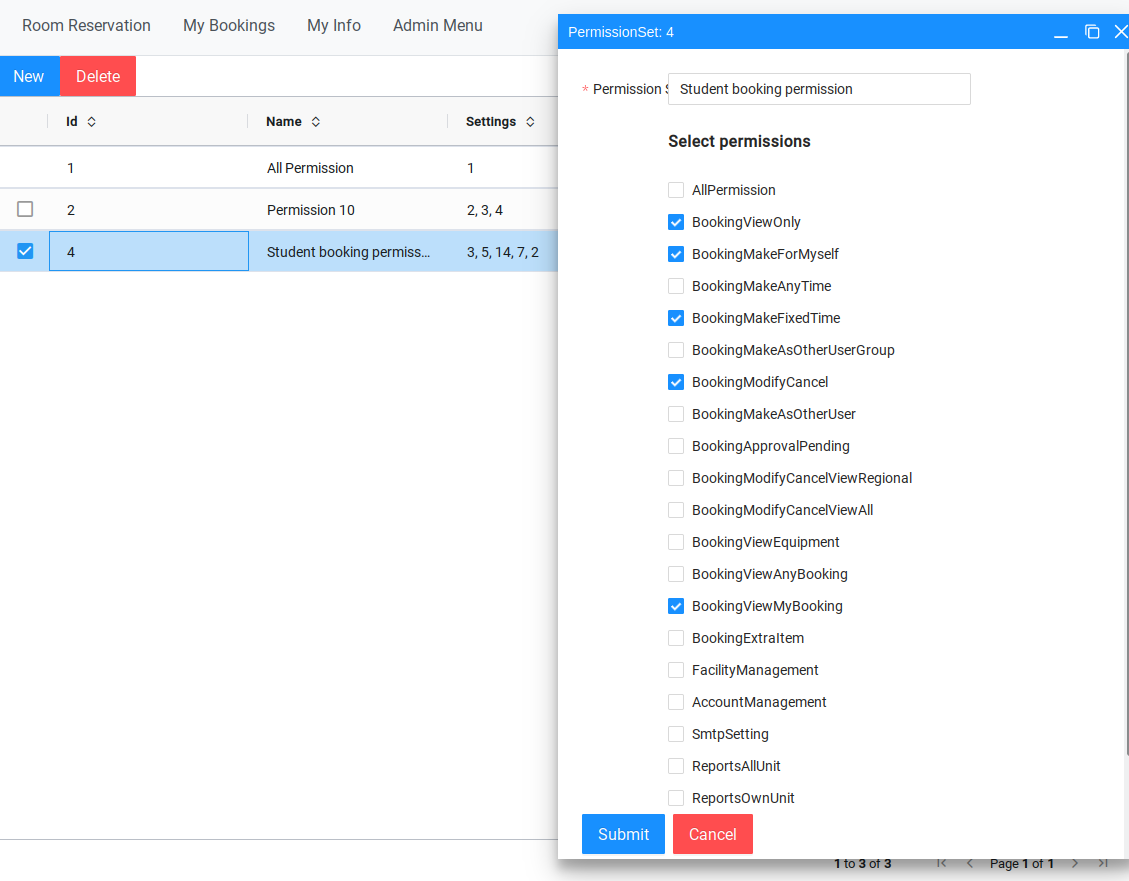 Room Reservation My Bookings My Info Admin Menu
New Delete
Id Name Settings
1 All Permission 1
2 Permission 10 2, 3, 4
4 Student booking permiss... 3, 5, 14, 7, 2
PermissionSet: 4
* Permission S Student booking permission
Select permissions
AllPermission
BookingViewOnly
BookingMakeForMyself
BookingMakeAnyTime
BookingMakeFixedTime
BookingMakeAsOtherUserGroup
BookingModifyCancel
BookingMakeAsOtherUser
BookingApprovalPending
BookingModifyCancelViewRegional
BookingModifyCancelViewAll
BookingViewEquipment
BookingViewAnyBooking
BookingViewMyBooking
BookingExtraItem
FacilityManagement
AccountManagement
SmtpSetting
ReportsAllUnit
ReportsOwnUnit
Submit Cancel
1 to 3 of 3 Page 1 of 1